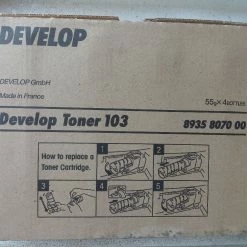 DEVELOP
DEVELOP GmbH
Made in France
55g×4BOTTLES
Develop Toner 103
8935 8070 00
How to replace a
Toner Cartridge.
1
2
3
4
5